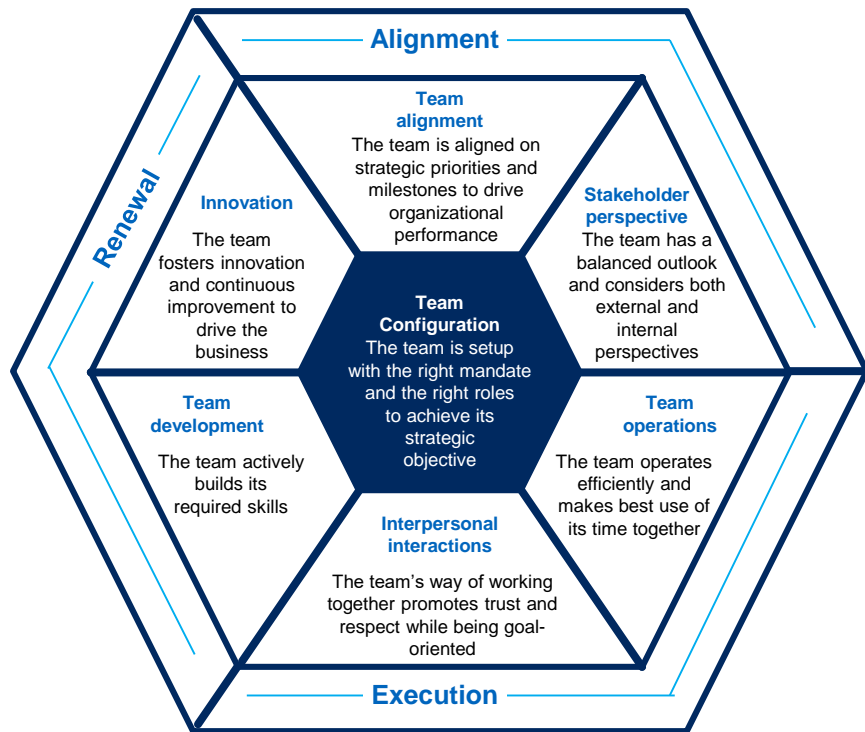 Alignment
Renewal
Team
alignment
The team is aligned on
strategic priorities and
milestones to drive
organizational
performance
Stakeholder
perspective
The team has a
balanced outlook
and considers both
external and
internal
perspectives
Innovation
The team
fosters innovation
and continuous
improvement to
drive the
business
Team
Configuration
The team is setup
with the right mandate
and the right roles
to achieve its
strategic
objective
Team
development
The team actively
builds its
required skills
Team
operations
The team operates
efficiently and
makes best use of
its time together
Interpersonal
interactions
The team’s way of working
together promotes trust and
respect while being goal-
oriented
Execution